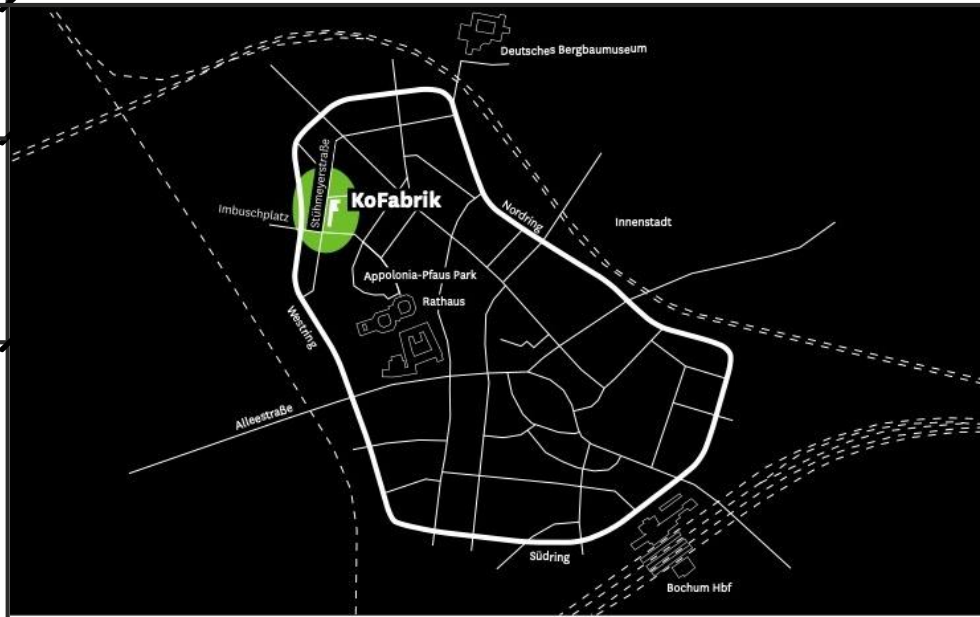 Deutsches Bergbaumuseum
Stühmeyerstraße
KoFabrik
Imbuschplatz
Nordring
Innenstadt
Appolonia-Pfaus Park
Rathaus
Westring
Alleestraße
Südring
Bochum Hbf